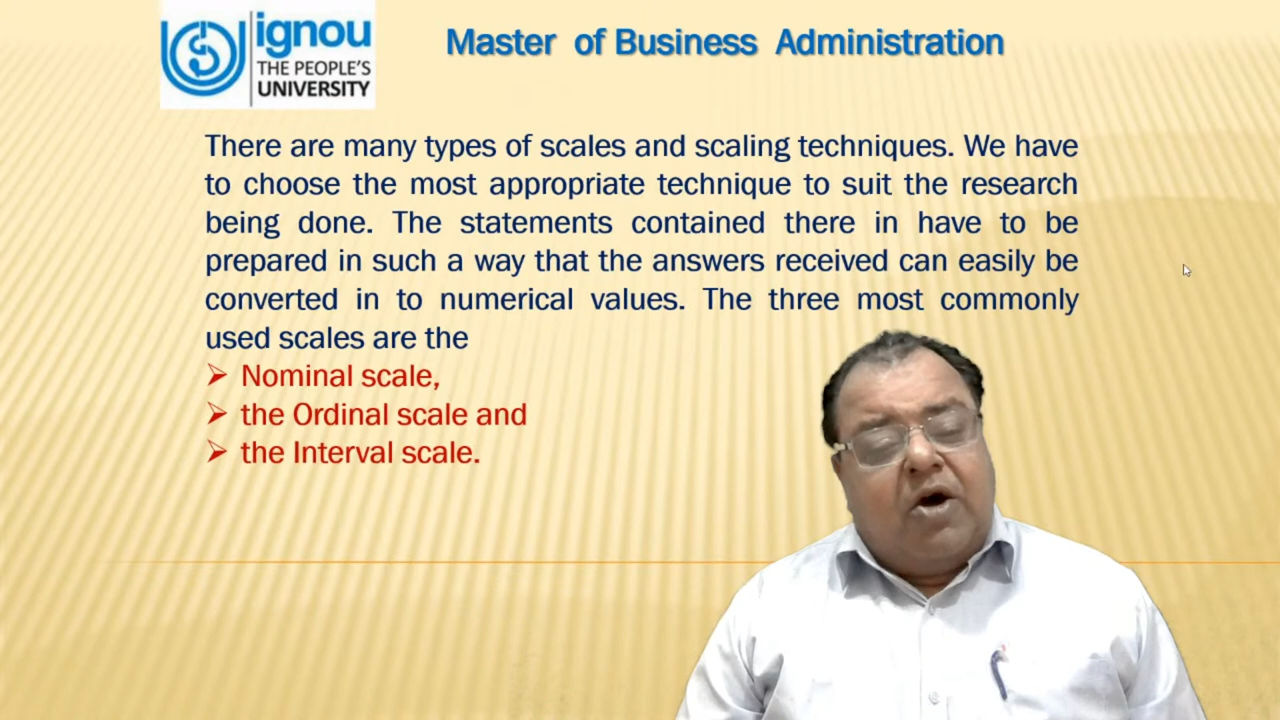 ignou
THE PEOPLE'S
UNIVERSITY
Master of Business Administration
There are many types of scales and scaling techniques. We have
to choose the most appropriate technique to suit the research
being done. The statements contained there in have to be
prepared in such a way that the answers received can easily be
converted in to numerical values. The three most commonly
used scales are the
Nominal scale,
the Ordinal scale and
the Interval scale.